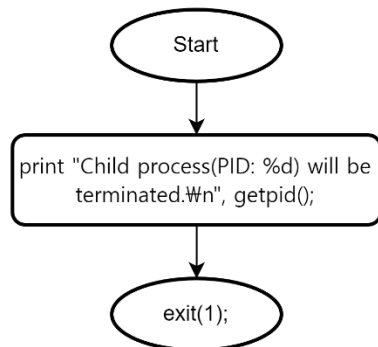 Start
print "Child process(PID: %d) will be
terminated.₩n", getpid();
exit(1);